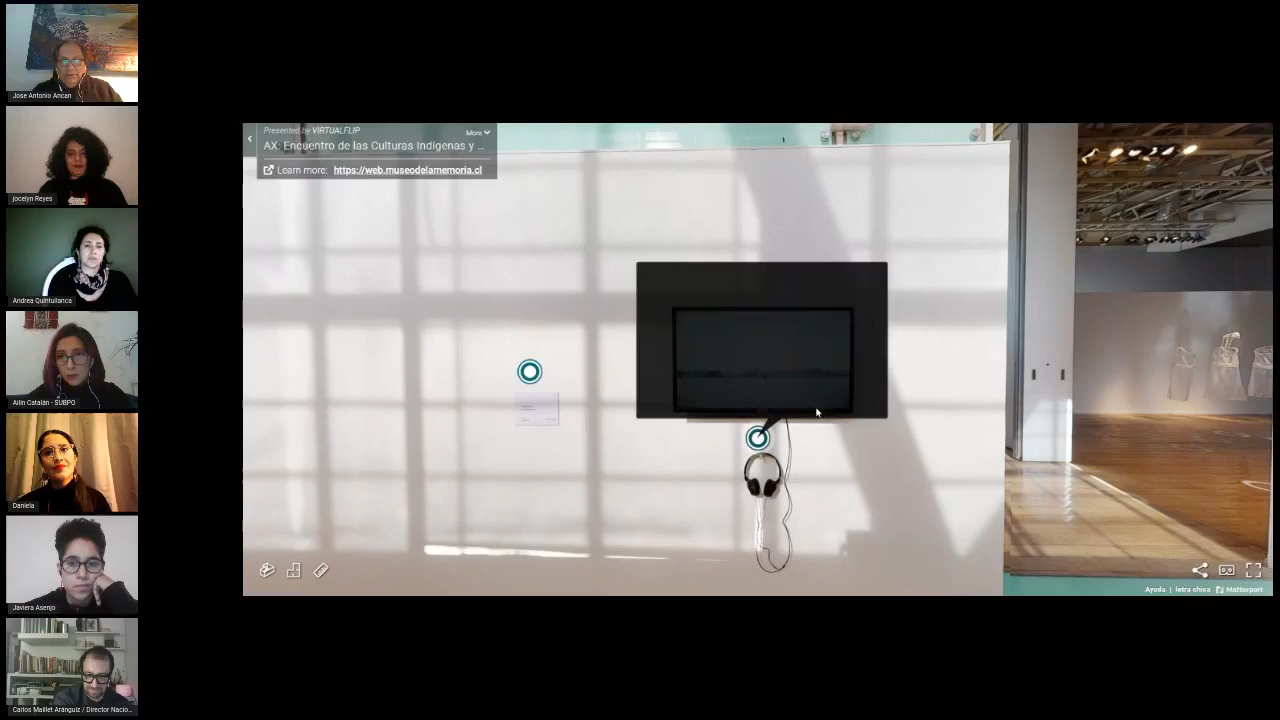 Jose Antonio Ancan
jocelyn Reyes
Andrea Quintullanca
Ailin Catalán - SUBPO
Daniela
Javiera Asenjo
Carlos Maillet Aránguiz / Director Nacio...
Presented by VIRTUALFLIP
More
AX: Encuentro de las Culturas Indígenas y ...
Learn more: https://web.museodelamemoria.cl
Ayuda | letra chica Matterport